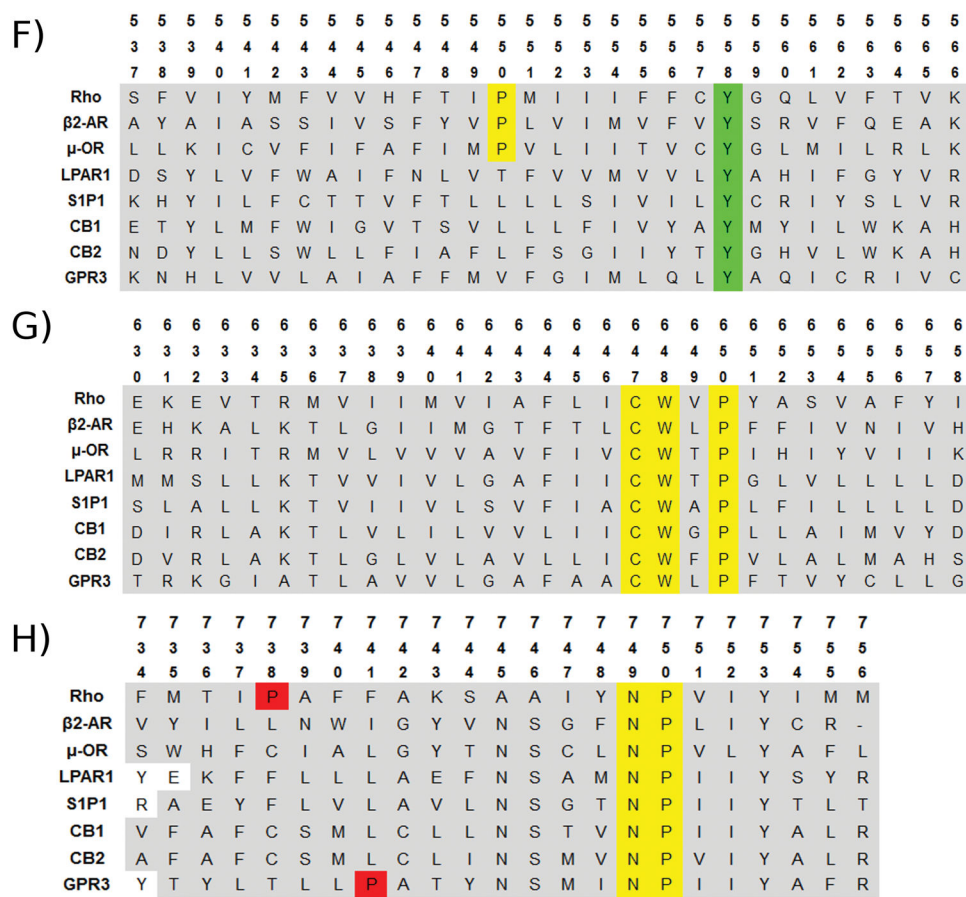 F)
5 5 5 5 5 5 5 5 5 5 5 5 5 5 5 5 5 5 5 5 5 5 5 5 5 5 5 5 5 5
3 3 3 4 4 4 4 4 4 4 4 4 4 5 5 5 5 5 5 5 5 5 5 6 6 6 6 6 6 6
7 8 9 0 1 2 3 4 5 6 7 8 9 0 1 2 3 4 5 6 7 8 9 0 1 2 3 4 5 6
Rho S F V I Y M F V V H F T I P M I I I F F C Y G Q L V F T V K
β2-AR A Y A I A S S I V S F Y V P L V I M V F V Y S R V F Q E A K
μ-OR L L K I C V F I F A F I M P V L I I T V C Y G L M I L R L K
LPAR1 D S Y L V F W A I F N L V T F V V M V V L Y A H I F G Y V R
S1P1 K H Y I L F C T T V F T L L L L S I V I L Y C R I Y S L V R
CB1 E T Y L M F W I G V T S V L L L F I V Y A Y M Y I L W K A H
CB2 N D Y L L S W L L F I A F L F S G I I Y T Y G H V L W K A H
GPR3 K N H L V V L A I A F F M V F G I M L Q L Y A Q I C R I V C
G)
6 6 6 6 6 6 6 6 6 6 6 6 6 6 6 6 6 6 6 6 6 6 6 6 6 6 6 6 6
3 3 3 3 3 3 3 3 3 3 4 4 4 4 4 4 4 4 4 4 5 5 5 5 5 5 5 5 5
0 1 2 3 4 5 6 7 8 9 0 1 2 3 4 5 6 7 8 9 0 1 2 3 4 5 6 7 8
Rho E K E V T R M V I I M V I A F L I C W V P Y A S V A F Y I
β2-AR E H K A L K T L G I I M G T F T L C W L P F F I V N I V H
μ-OR L R R I T R M V L V V V A V F I V C W T P I H I Y V I I K
LPAR1 M M S L L K T V V I V L G A F I I C W T P G L V L L L L D
S1P1 S L A L L K T V I I V L S V F I A C W A P L F I L L L L D
CB1 D I R L A K T L V L I L V V L I I C W G P L L A I M V Y D
CB2 D V R L A K T L G L V L A V L L I C W F P V L A L M A H S
GPR3 T R K G I A T L A V V L G A F A A C W L P F T V Y C L L G
H)
7 7 7 7 7 7 7 7 7 7 7 7 7 7 7 7 7 7 7 7 7 7 7
3 3 3 3 3 3 4 4 4 4 4 4 4 4 4 4 5 5 5 5 5 5 5
4 5 6 7 8 9 0 1 2 3 4 5 6 7 8 9 0 1 2 3 4 5 6
Rho F M T I P A F F A K S A A I Y N P V I Y I M M
β2-AR V Y I L L N W I G Y V N S G F N P L I Y C R -
μ-OR S W H F C I A L G Y T N S C L N P V L Y A F L
LPAR1 Y E K F F L L L A E F N S A M N P I I Y S Y R
S1P1 R A E Y F L V L A V L N S G T N P I I Y T L T
CB1 V F A F C S M L C L L N S T V N P I I Y A L R
CB2 A F A F C S M L C L I N S M V N P V I Y A L R
GPR3 Y T Y L T L L P A T Y N S M I N P I I Y A F R